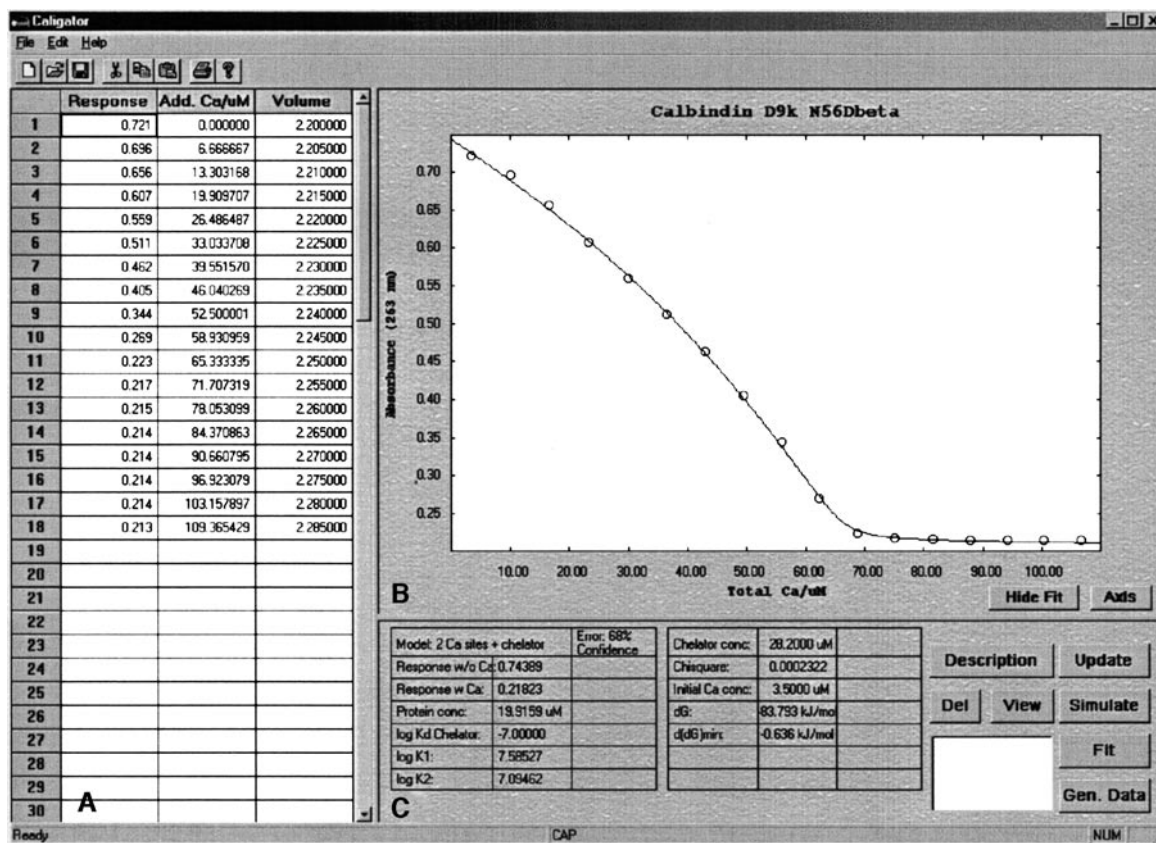 Caligator
File Edit Help
Response Add. Ca/uM Volume
1 0.721 0.000000 2.200000
2 0.696 6.666667 2.205000
3 0.656 13.303168 2.210000
4 0.607 19.909707 2.215000
5 0.559 26.486487 2.220000
6 0.511 33.033708 2.225000
7 0.462 39.551570 2.230000
8 0.405 46.040269 2.235000
9 0.344 52.500001 2.240000
10 0.269 58.930959 2.245000
11 0.223 65.333335 2.250000
12 0.217 71.707319 2.255000
13 0.215 78.053099 2.260000
14 0.214 84.370863 2.265000
15 0.214 90.660795 2.270000
16 0.214 96.923079 2.275000
17 0.214 103.157897 2.280000
18 0.213 109.365429 2.285000
19
20
21
22
23
24
25
26
27
28
29
30
A
Calbindin D9k N56Dbeta
Absorbance (263 nm)
0.70
0.65
0.60
0.55
0.50
0.45
0.40
0.35
0.30
0.25
10.00 20.00 30.00 40.00 50.00 60.00 70.00 80.00 90.00 100.00
Total Ca/uM
B
Hide Fit Axis
Model: 2 Ca sites + chelator Error: 68% Confidence
Response w/o Ca: 0.74389
Response w Ca: 0.21823
Protein conc: 19.9159 uM
log Kd Chelator: -7.00000
log K1: 7.58527
log K2: 7.09462
Chelator conc: 28.2000 uM
Chisquare: 0.0002322
Initial Ca conc: 3.5000 uM
dG: -83.793 kJ/mol
d(dG)min: -0.636 kJ/mol
C
Description Update
Del View Simulate
Fit
Gen. Data
Ready CAP NUM